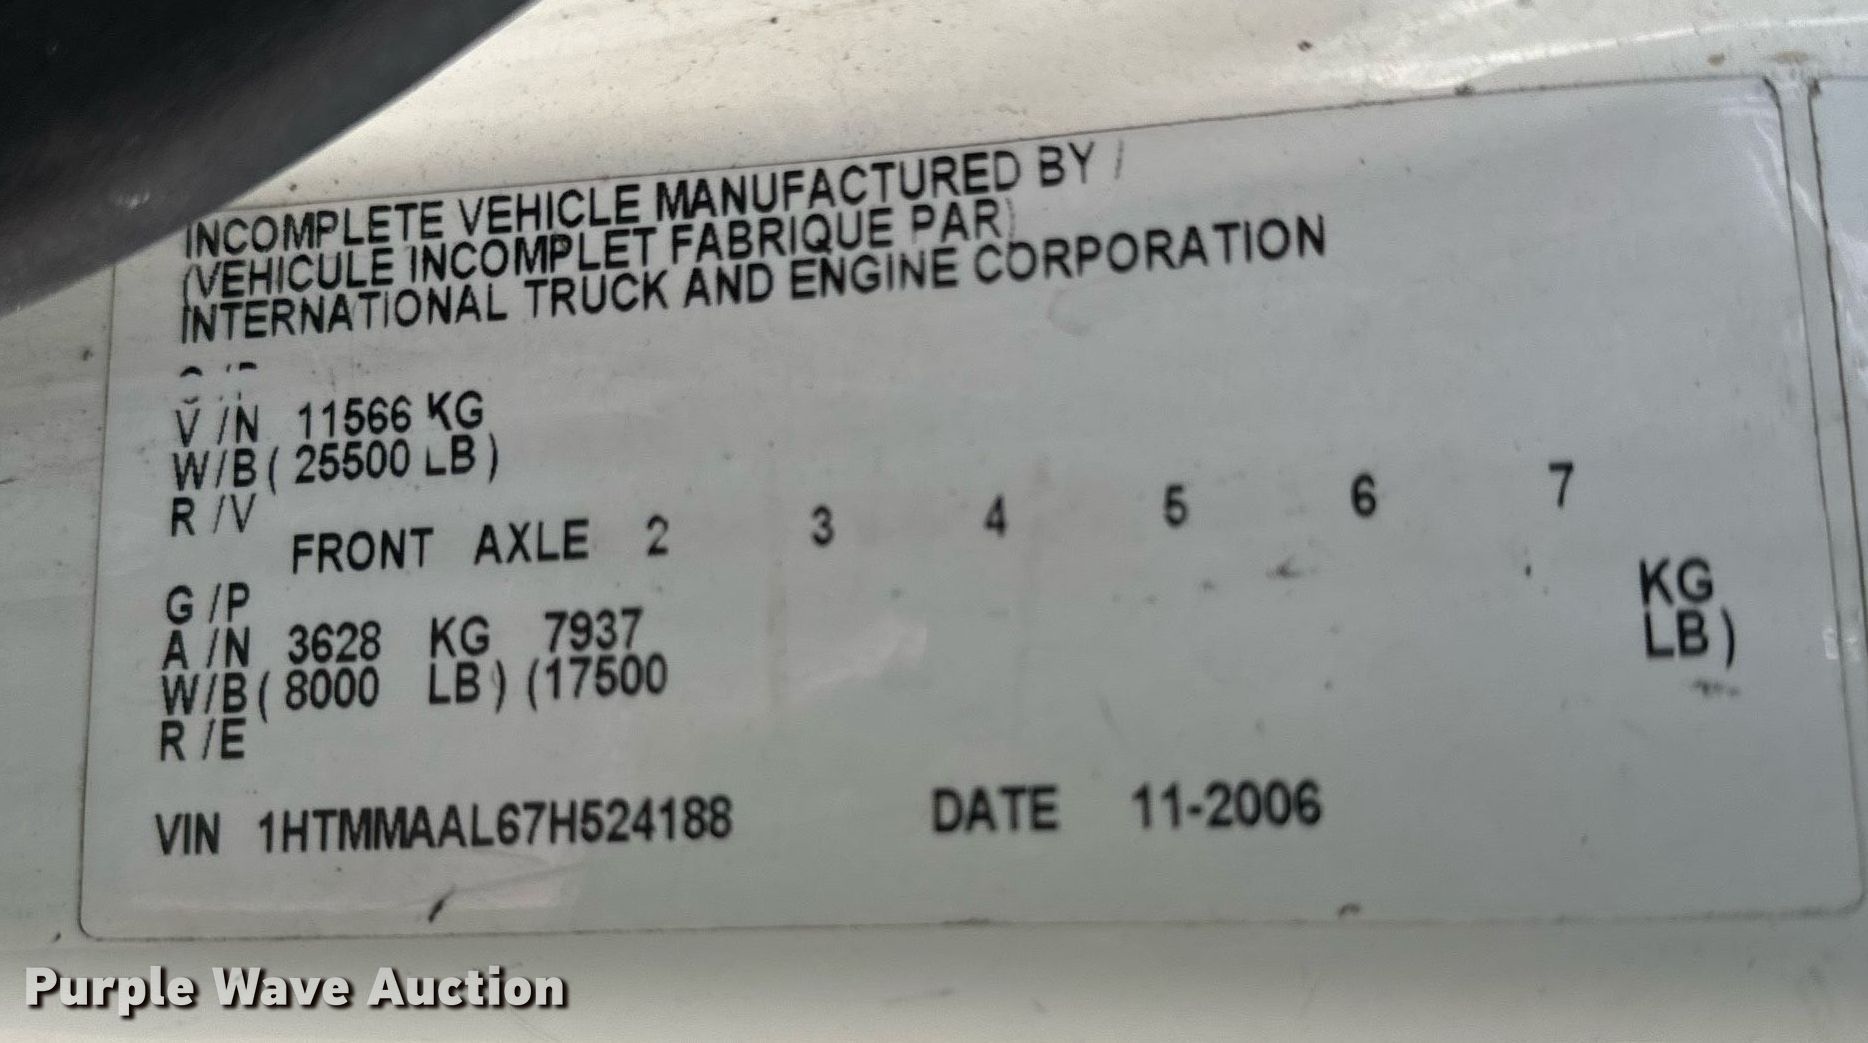 INCOMPLETE VEHICLE MANUFACTURED BY /
(VEHICULE INCOMPLET FABRIQUE PAR)
INTERNATIONAL TRUCK AND ENGINE CORPORATION
V/N 11566 KG
W/B( 25500 LB)
R /V
FRONT AXLE 2 3 4 5 6 7
G /P
A /N 3628 KG 7937 KG
W/B( 8000 LB) (17500 LB)
R /E
VIN 1HTMMAAL67H524188 DATE 11-2006
Purple Wave Auction